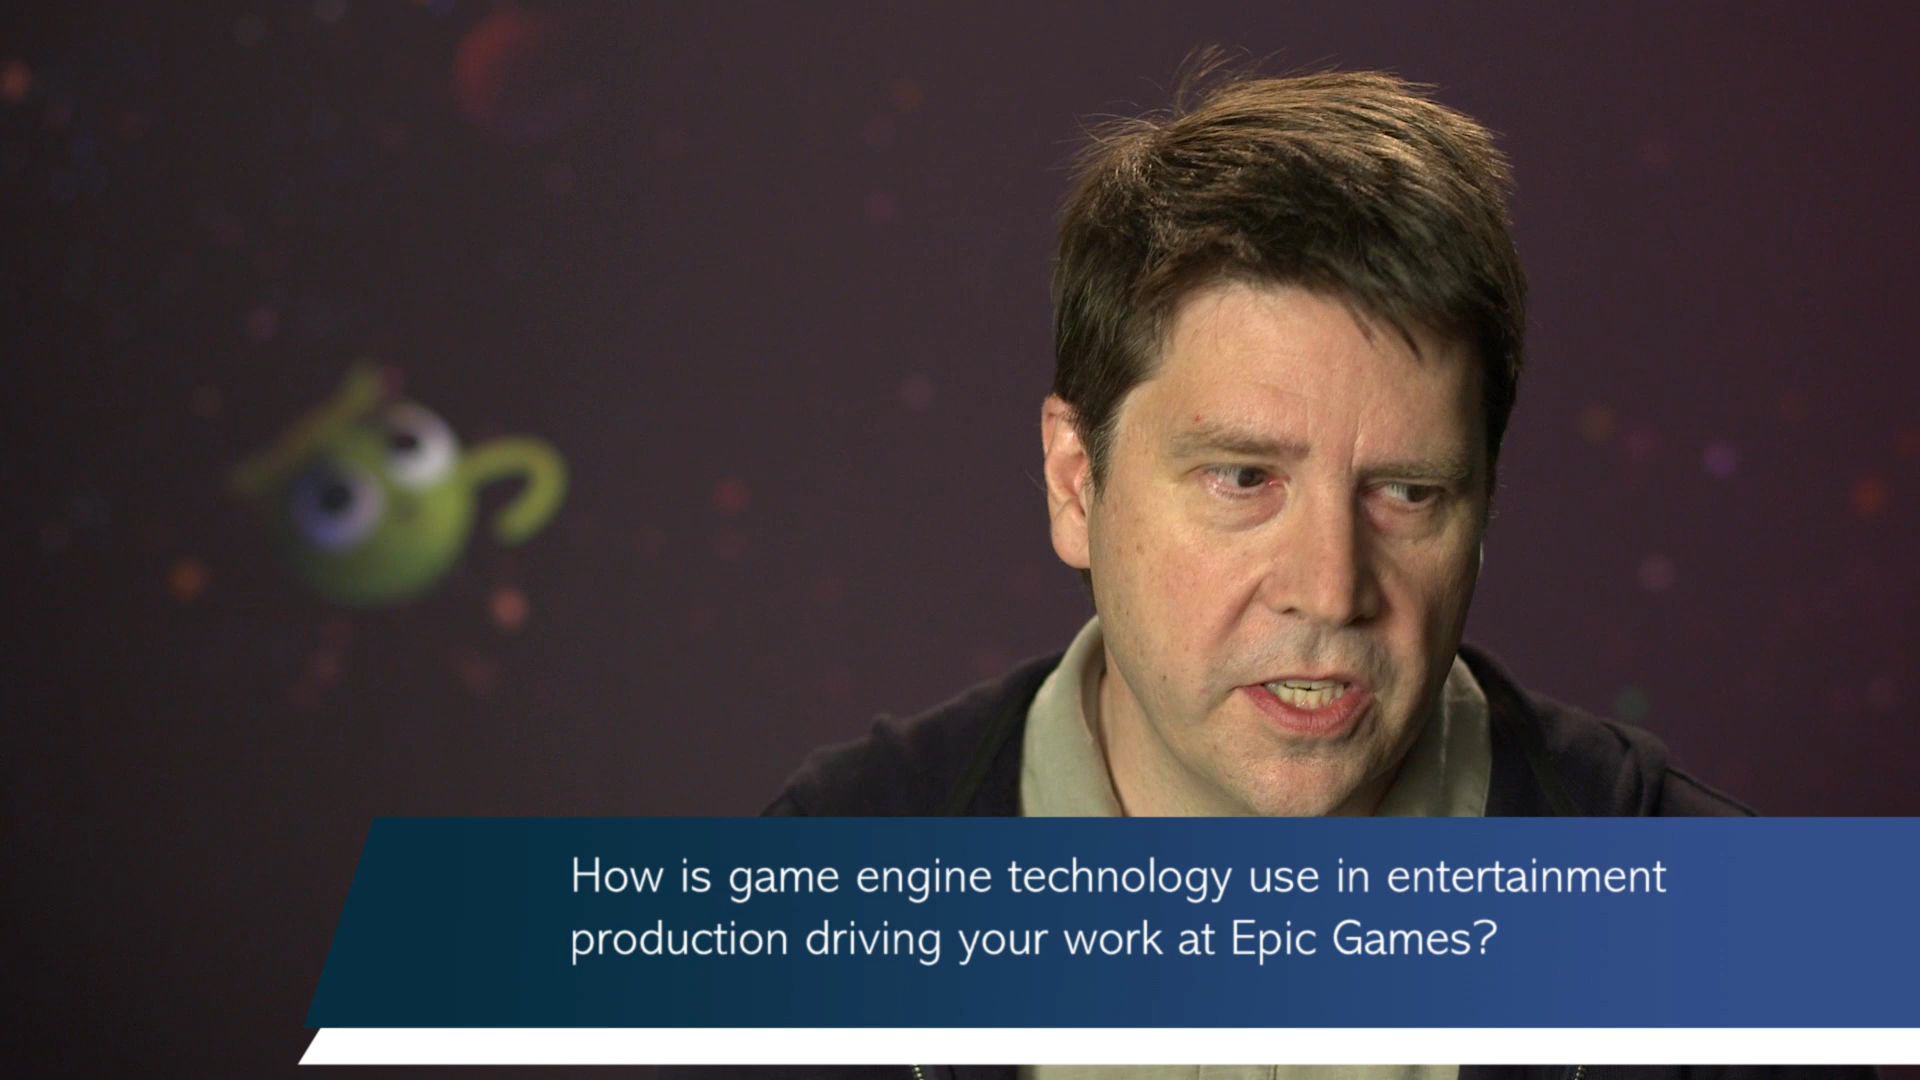 How is game engine technology use in entertainment
production driving your work at Epic Games?